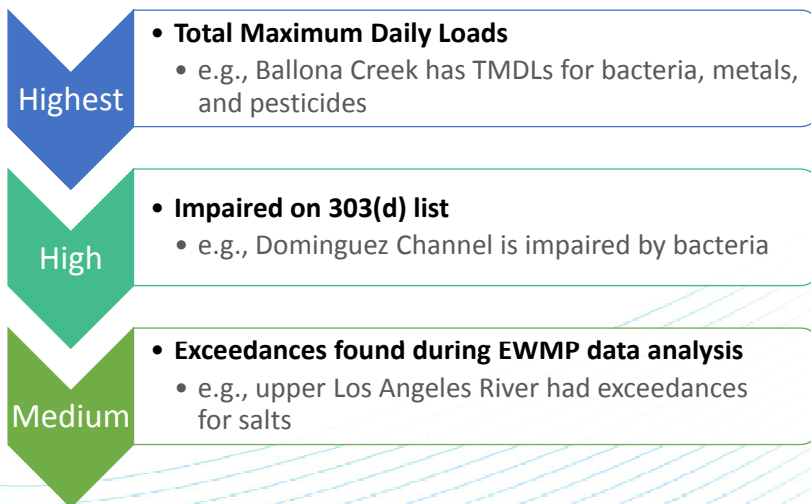 Highest
• Total Maximum Daily Loads
• e.g., Ballona Creek has TMDLs for bacteria, metals,
and pesticides
High
• Impaired on 303(d) list
• e.g., Dominguez Channel is impaired by bacteria
Medium
• Exceedances found during EWMP data analysis
• e.g., upper Los Angeles River had exceedances
for salts